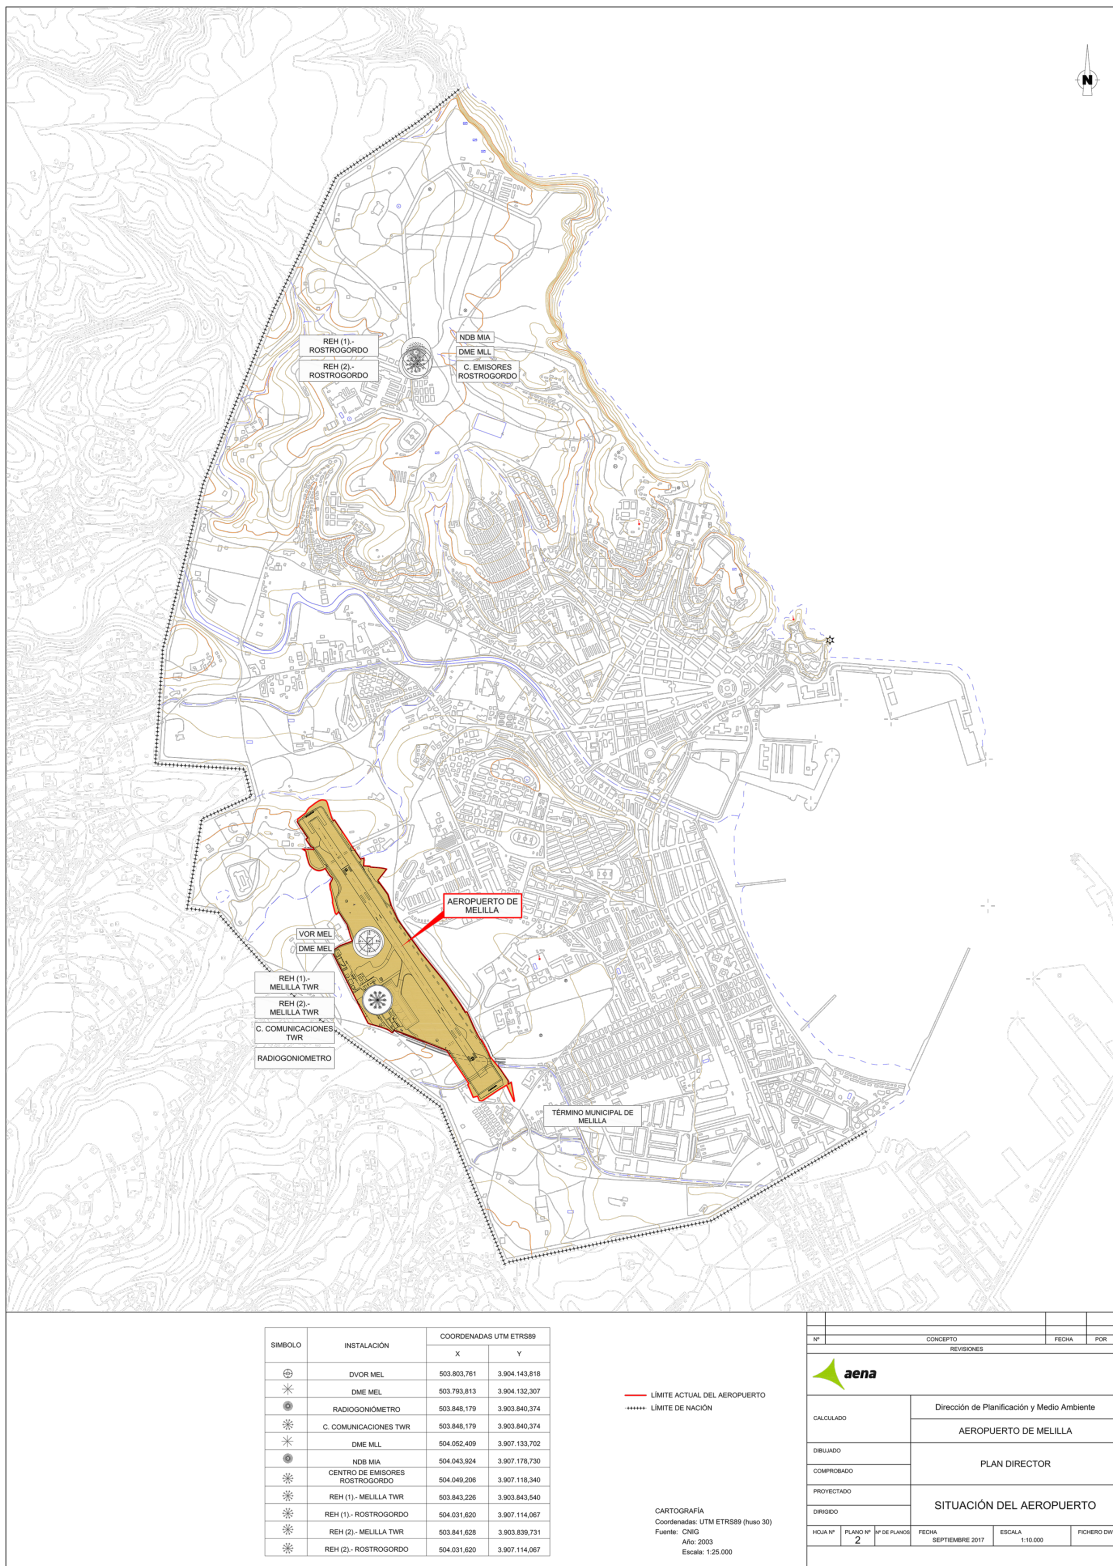 N
REH (1).-
ROSTROGORDO
REH (2).-
ROSTROGORDO
NDB MIA
DME MLL
C. EMISORES
ROSTROGORDO
AEROPUERTO DE
MELILLA
VOR MEL
DME MEL
REH (1).-
MELILLA TWR
REH (2).-
MELILLA TWR
C. COMUNICACIONES
TWR
RADIOGONIOMETRO
TÉRMINO MUNICIPAL DE
MELILLA
SIMBOLO INSTALACIÓN COORDENADAS UTM ETRS89
X Y
DVOR MEL 503.803,761 3.904.143,818
DME MEL 503.793,813 3.904.132,307
RADIOGONIÓMETRO 503.848,179 3.903.840,374
C. COMUNICACIONES TWR 503.848,179 3.903.840,374
DME MLL 504.052,409 3.907.133,702
NDB MIA 504.043,924 3.907.178,730
CENTRO DE EMISORES
ROSTROGORDO 504.049,206 3.907.118,340
REH (1).- MELILLA TWR 503.843,226 3.903.843,540
REH (1).- ROSTROGORDO 504.031,620 3.907.114,067
REH (2).- MELILLA TWR 503.841,628 3.903.839,731
REH (2).- ROSTROGORDO 504.031,620 3.907.114,067
LÍMITE ACTUAL DEL AEROPUERTO
LÍMITE DE NACIÓN
CARTOGRAFÍA
Coordenadas: UTM ETRS89 (huso 30)
Fuente: CNIG
Año: 2003
Escala: 1:25.000
Nº CONCEPTO FECHA POR
REVISIONES
aena
CALCULADO
Dirección de Planificación y Medio Ambiente
AEROPUERTO DE MELILLA
DIBUJADO
COMPROBADO
PLAN DIRECTOR
PROYECTADO
DIRIGIDO
SITUACIÓN DEL AEROPUERTO
HOJA Nº PLANO Nº Nº DE PLANOS FECHA ESCALA FICHERO
2 SEPTIEMBRE 2017 1:10.000